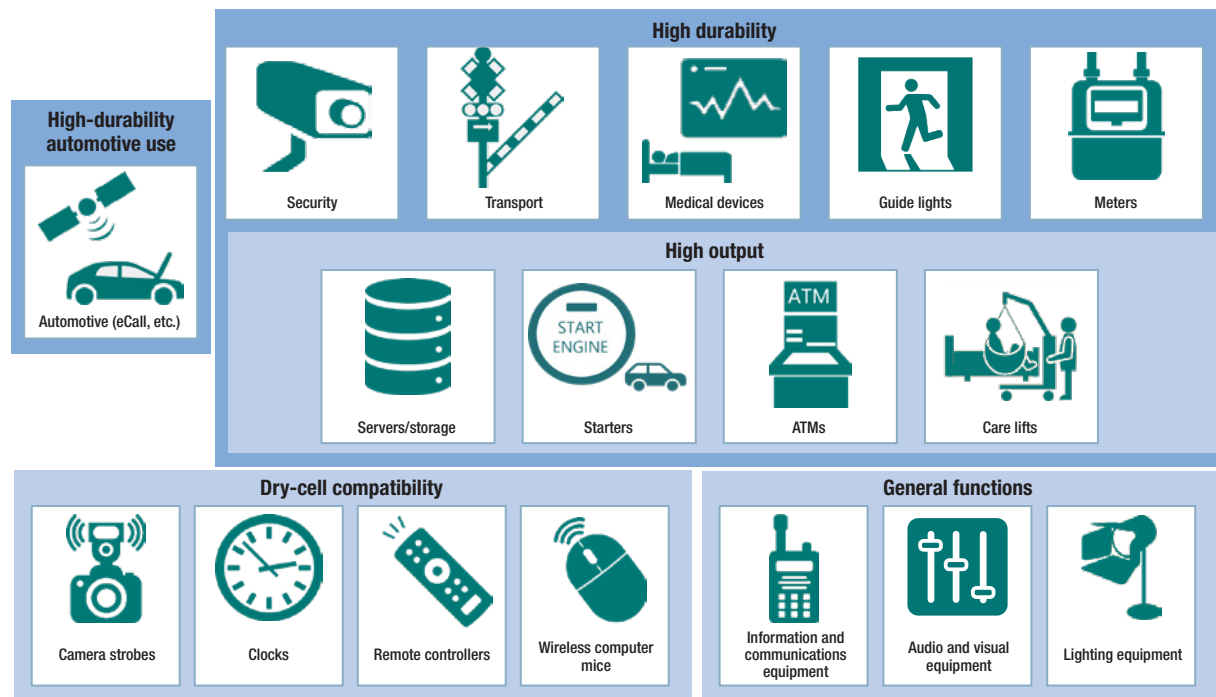 High durability
Security
Transport
Medical devices
Guide lights
Meters
High-durability
automotive use
Automotive (eCall, etc.)
High output
START
ENGINE
ATM
Servers/storage
Starters
ATMs
Care lifts
Dry-cell compatibility
Camera strobes
Clocks
Remote controllers
Wireless computer
mice
General functions
Information and
communications
equipment
Audio and visual
equipment
Lighting equipment